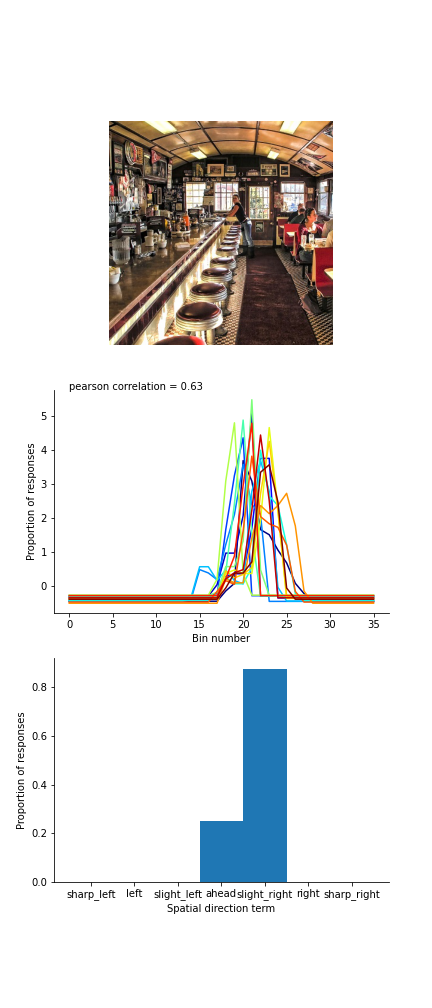 pearson correlation = 0.63
5
4
3
2
1
0
Proportion of responses
0 5 10 15 20 25 30 35
Bin number
0.8
0.6
0.4
0.2
0.0
Proportion of responses
sharp_left left slight_left ahead slight_right right sharp_right
Spatial direction term